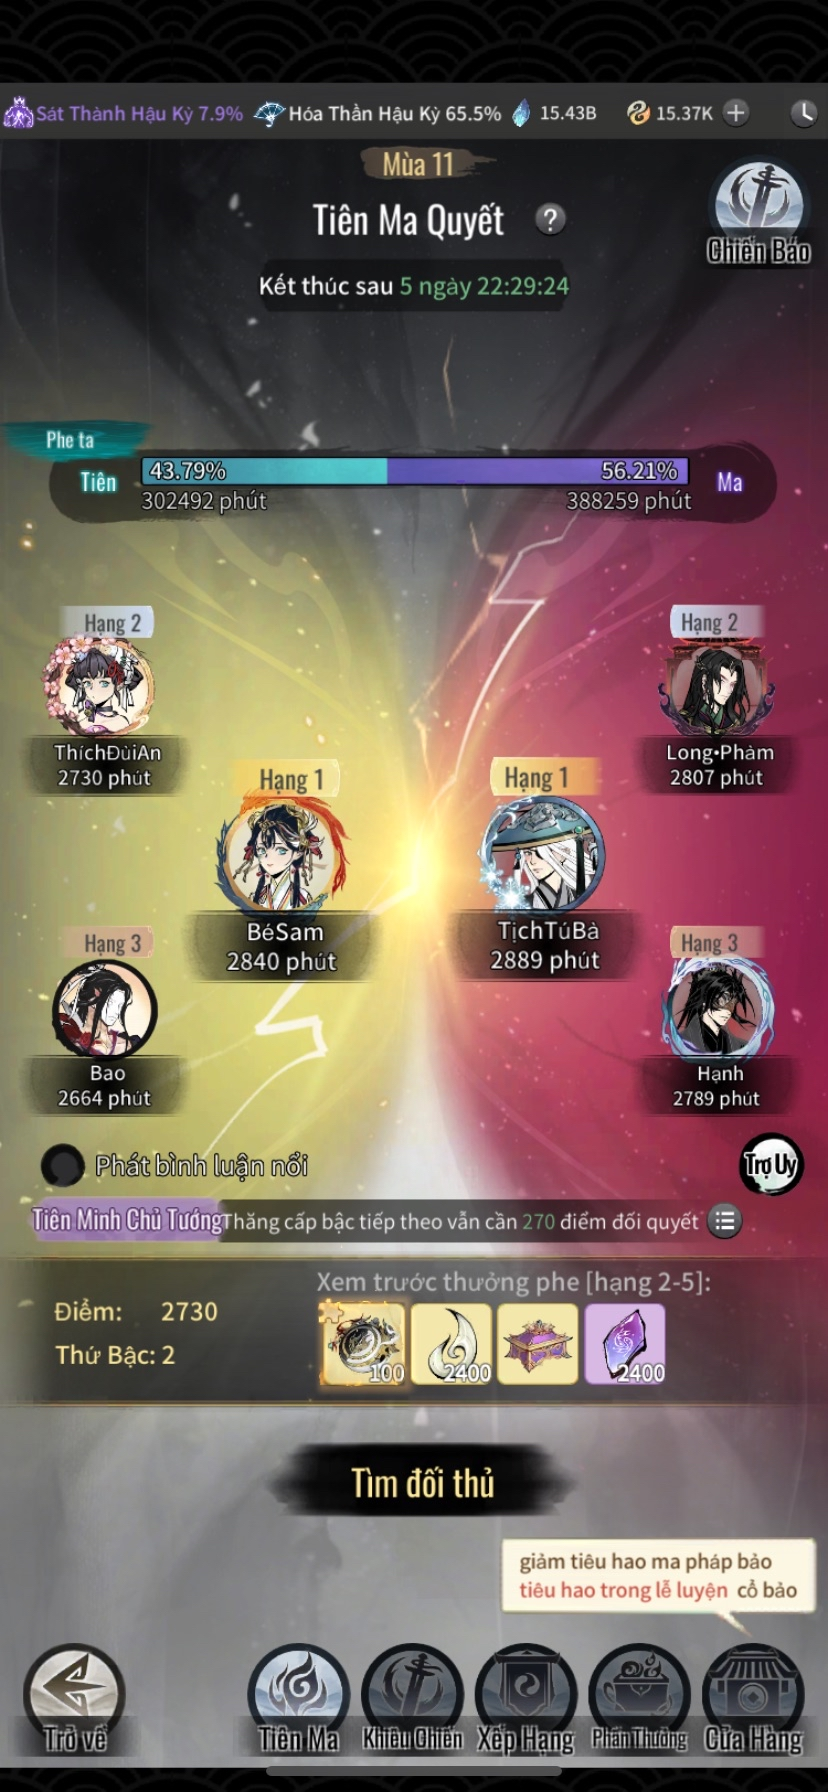 Sát Thành Hậu Kỳ 7.9% Hóa Thần Hậu Kỳ 65.5% 15.43B 15.37K
Mùa 11
Tiên Ma Quyết ?
Chiến Báo
Kết thúc sau 5 ngày 22:29:24
Phe ta
Tiên 43.79% 56.21% Ma
302492 phút 388259 phút
Hạng 2 Hạng 2
ThíchĐùiAn Long•Phàm
2730 phút 2807 phút
Hạng 1 Hạng 1
BéSam TịchTúBà
2840 phút 2889 phút
Hạng 3 Hạng 3
Bao Hạnh
2664 phút 2789 phút
Phát bình luận nổi Trợ Uy
Tiên Minh Chủ Tướng Thăng cấp bậc tiếp theo vẫn cần 270 điểm đối quyết
Xem trước thưởng phe [hạng 2-5]:
Điểm: 2730
Thứ Bậc: 2
100 2400 2400
Tìm đối thủ
giảm tiêu hao ma pháp bảo
tiêu hao trong lễ luyện cổ bảo
Trở về Tiên Ma Khiêu Chiến Xếp Hạng Phần Thưởng Cửa Hàng